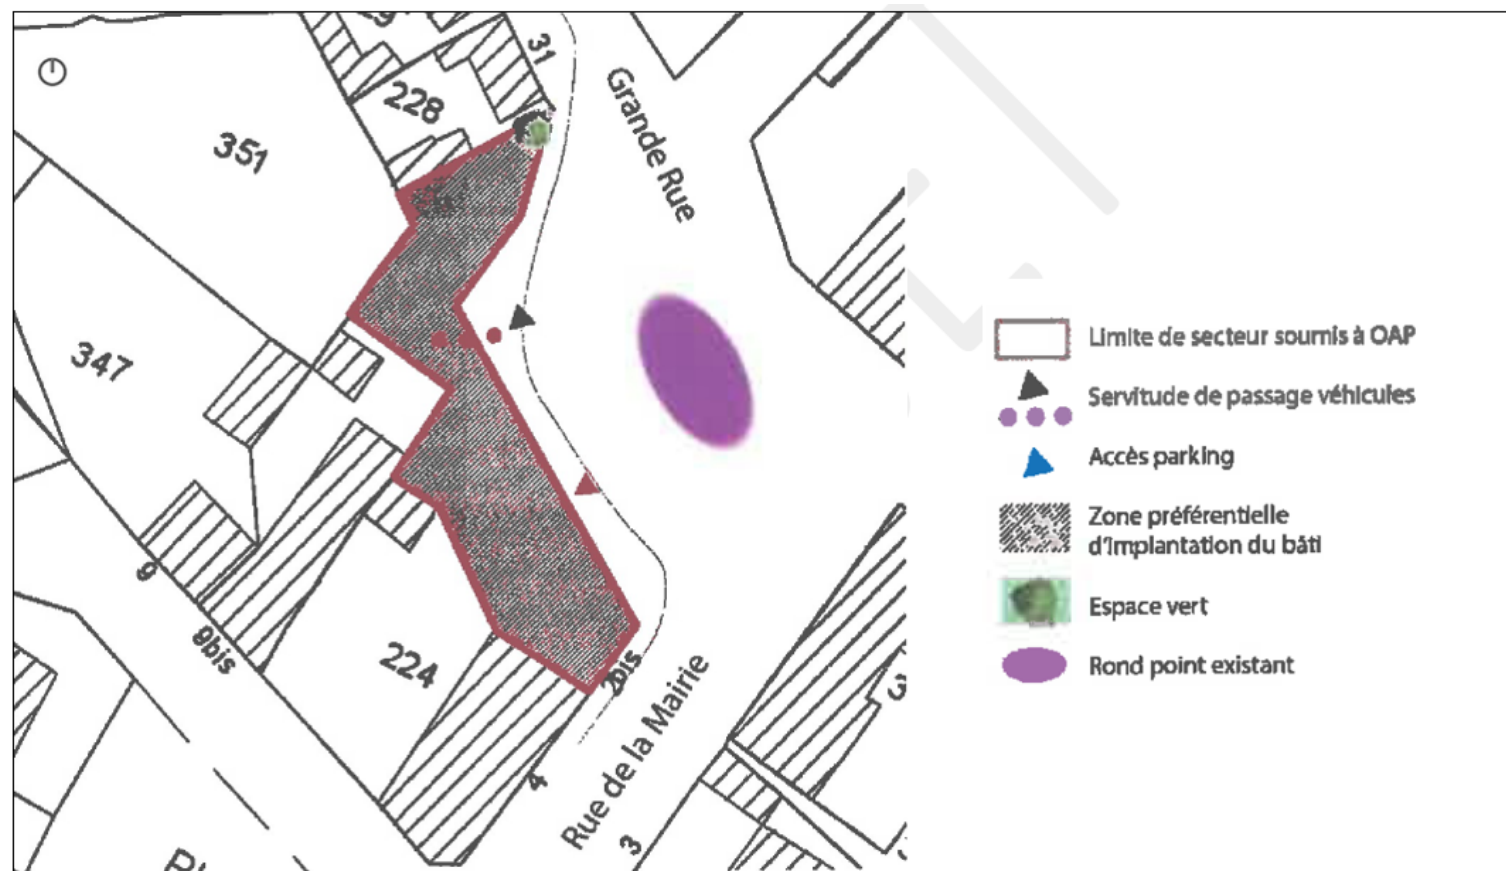 31
228
351
Grande Rue
347
9
9bis
224
2bis
4
Rue de la Mairie
3
3
Limite de secteur soumis à OAP
Servitude de passage véhicules
Accès parking
Zone préférentielle
d'implantation du bâti
Espace vert
Rond point existant